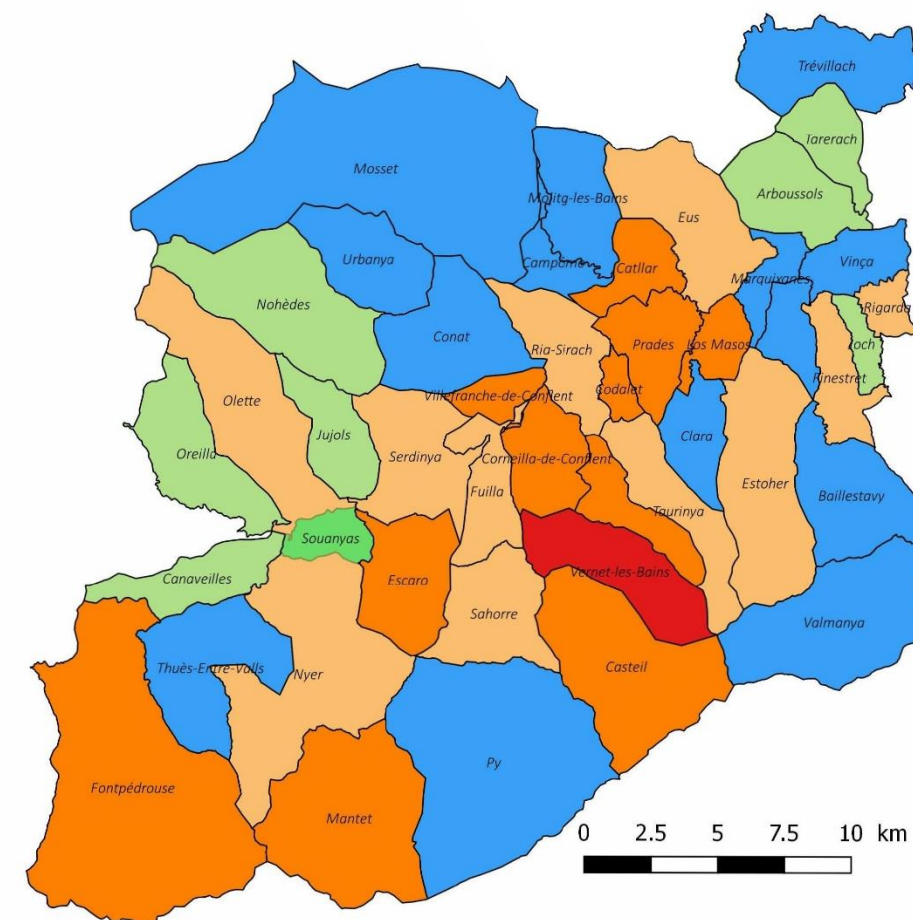 Trévillach
Tarerach
Mosset
Molitg-les-Bains
Arboussols
Eus
Urbanya
Campôme
Catllar
Marquixanes
Vinça
Nohèdes
Rigarda
Conat
Ria-Sirach
Prades
Los Masos
Joch
Finestret
Villefranche-de-Conflent
Codalet
Olette
Jujols
Clara
Oreilla
Serdinya
Corneilla-de-Conflent
Estoher
Fuilla
Baillestavy
Taurinya
Souanyas
Canaveilles
Escaro
Vernet-les-Bains
Sahorre
Valmanya
Thuès-Entre-Valls
Nyer
Casteil
Py
Fontpédrouse
Mantet
0 2.5 5 7.5 10 km